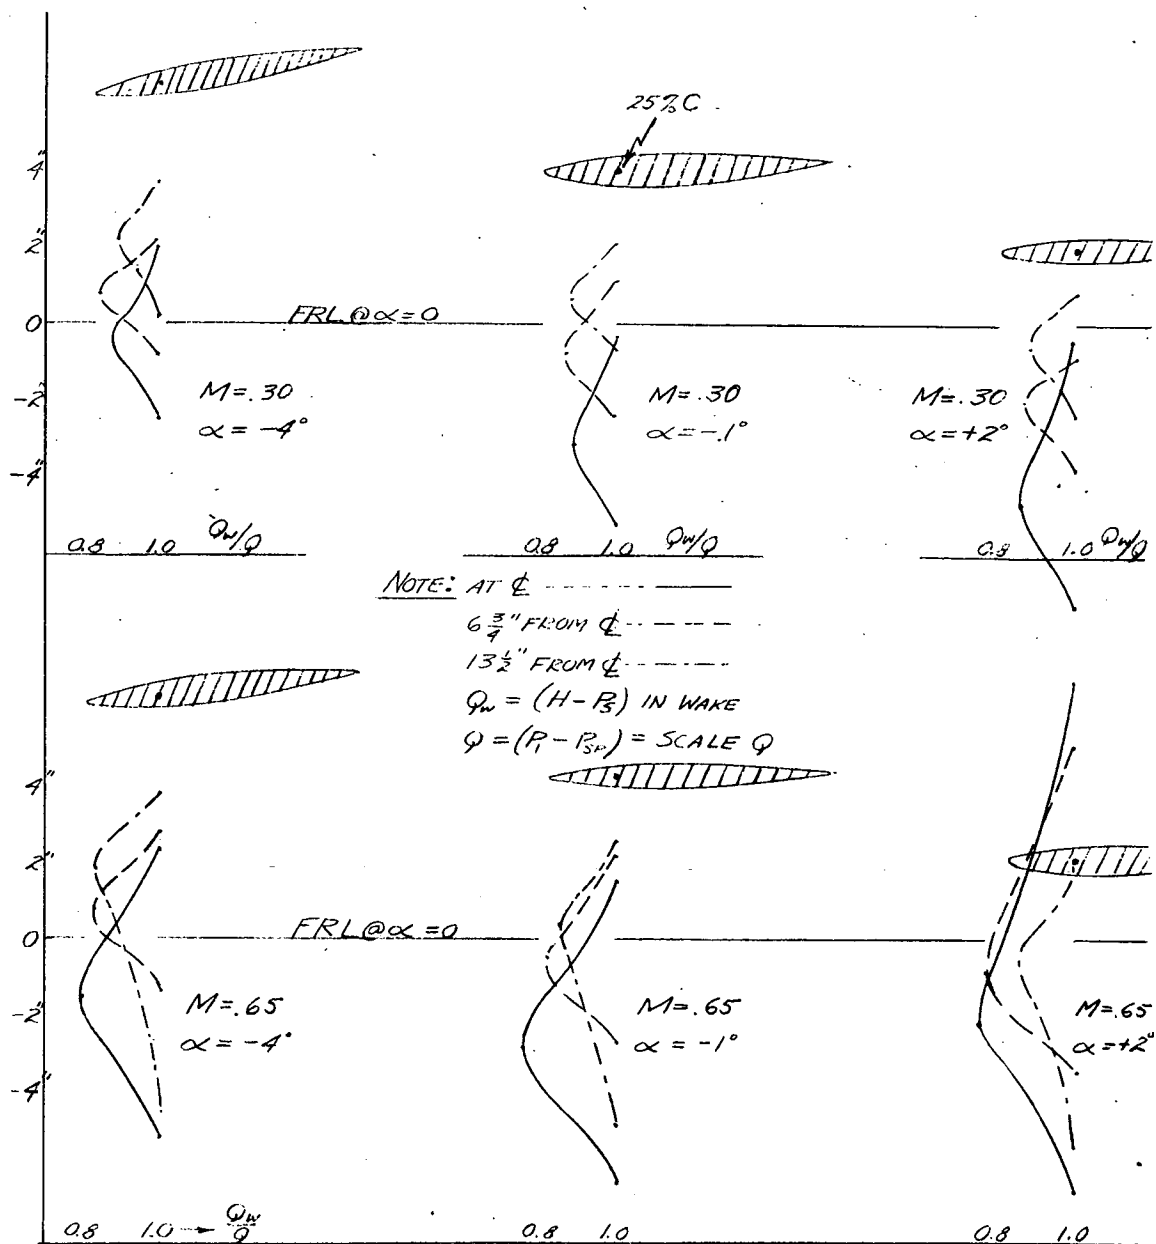 25%C
4"
2"
0
-2"
-4"
FRL@α=0
M=.30
α=-4°
M=.30
α=-.1°
M=.30
α=+2°
0.8 1.0 Qw/Q
0.8 1.0 Qw/Q
0.8 1.0 Qw/Q
NOTE: AT ℄
6 3/4" FROM ℄
13 1/2" FROM ℄
Qw = (H-Ps) IN WAKE
Q = (P1-Psp) = SCALE Q
4"
2"
0
-2"
-4"
FRL@α=0
M=.65
α=-4°
M=.65
α=-1°
M=.65
α=+2°
0.8 1.0 → Qw/Q
0.8 1.0
0.8 1.0